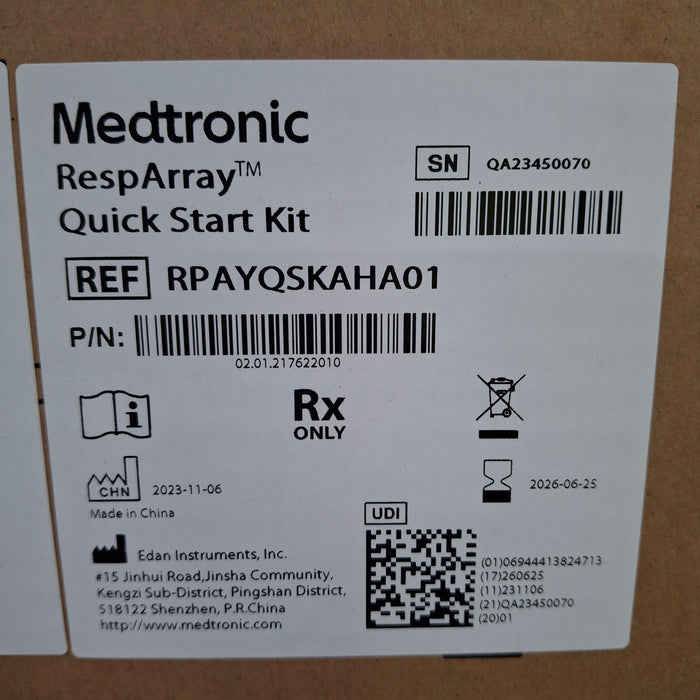 Medtronic
RespArray™
Quick Start Kit
SN QA23450070
REF RPAYQSKAHA01
P/N:
02.01.217622010
i
Rx
ONLY
CHN 2023-11-06
Made in China
2026-06-25
Edan Instruments, Inc.
#15 Jinhui Road,Jinsha Community,
Kengzi Sub-District, Pingshan District,
518122 Shenzhen, P.R.China
http://www.medtronic.com
UDI
(01)06944413824713
(17)260625
(11)231106
(21)QA23450070
(20)01